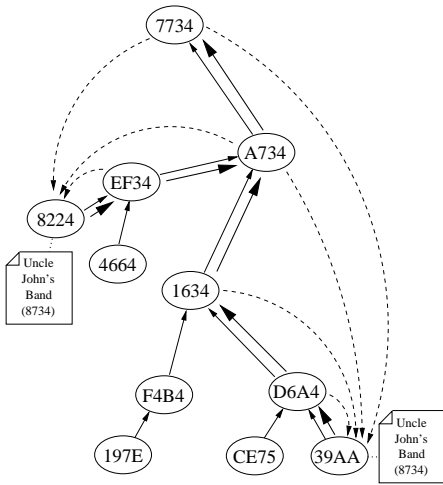 7734
A734
EF34
8224
4664
Uncle
John's
Band
(8734)
1634
F4B4
D6A4
197E
CE75
39AA
Uncle
John's
Band
(8734)